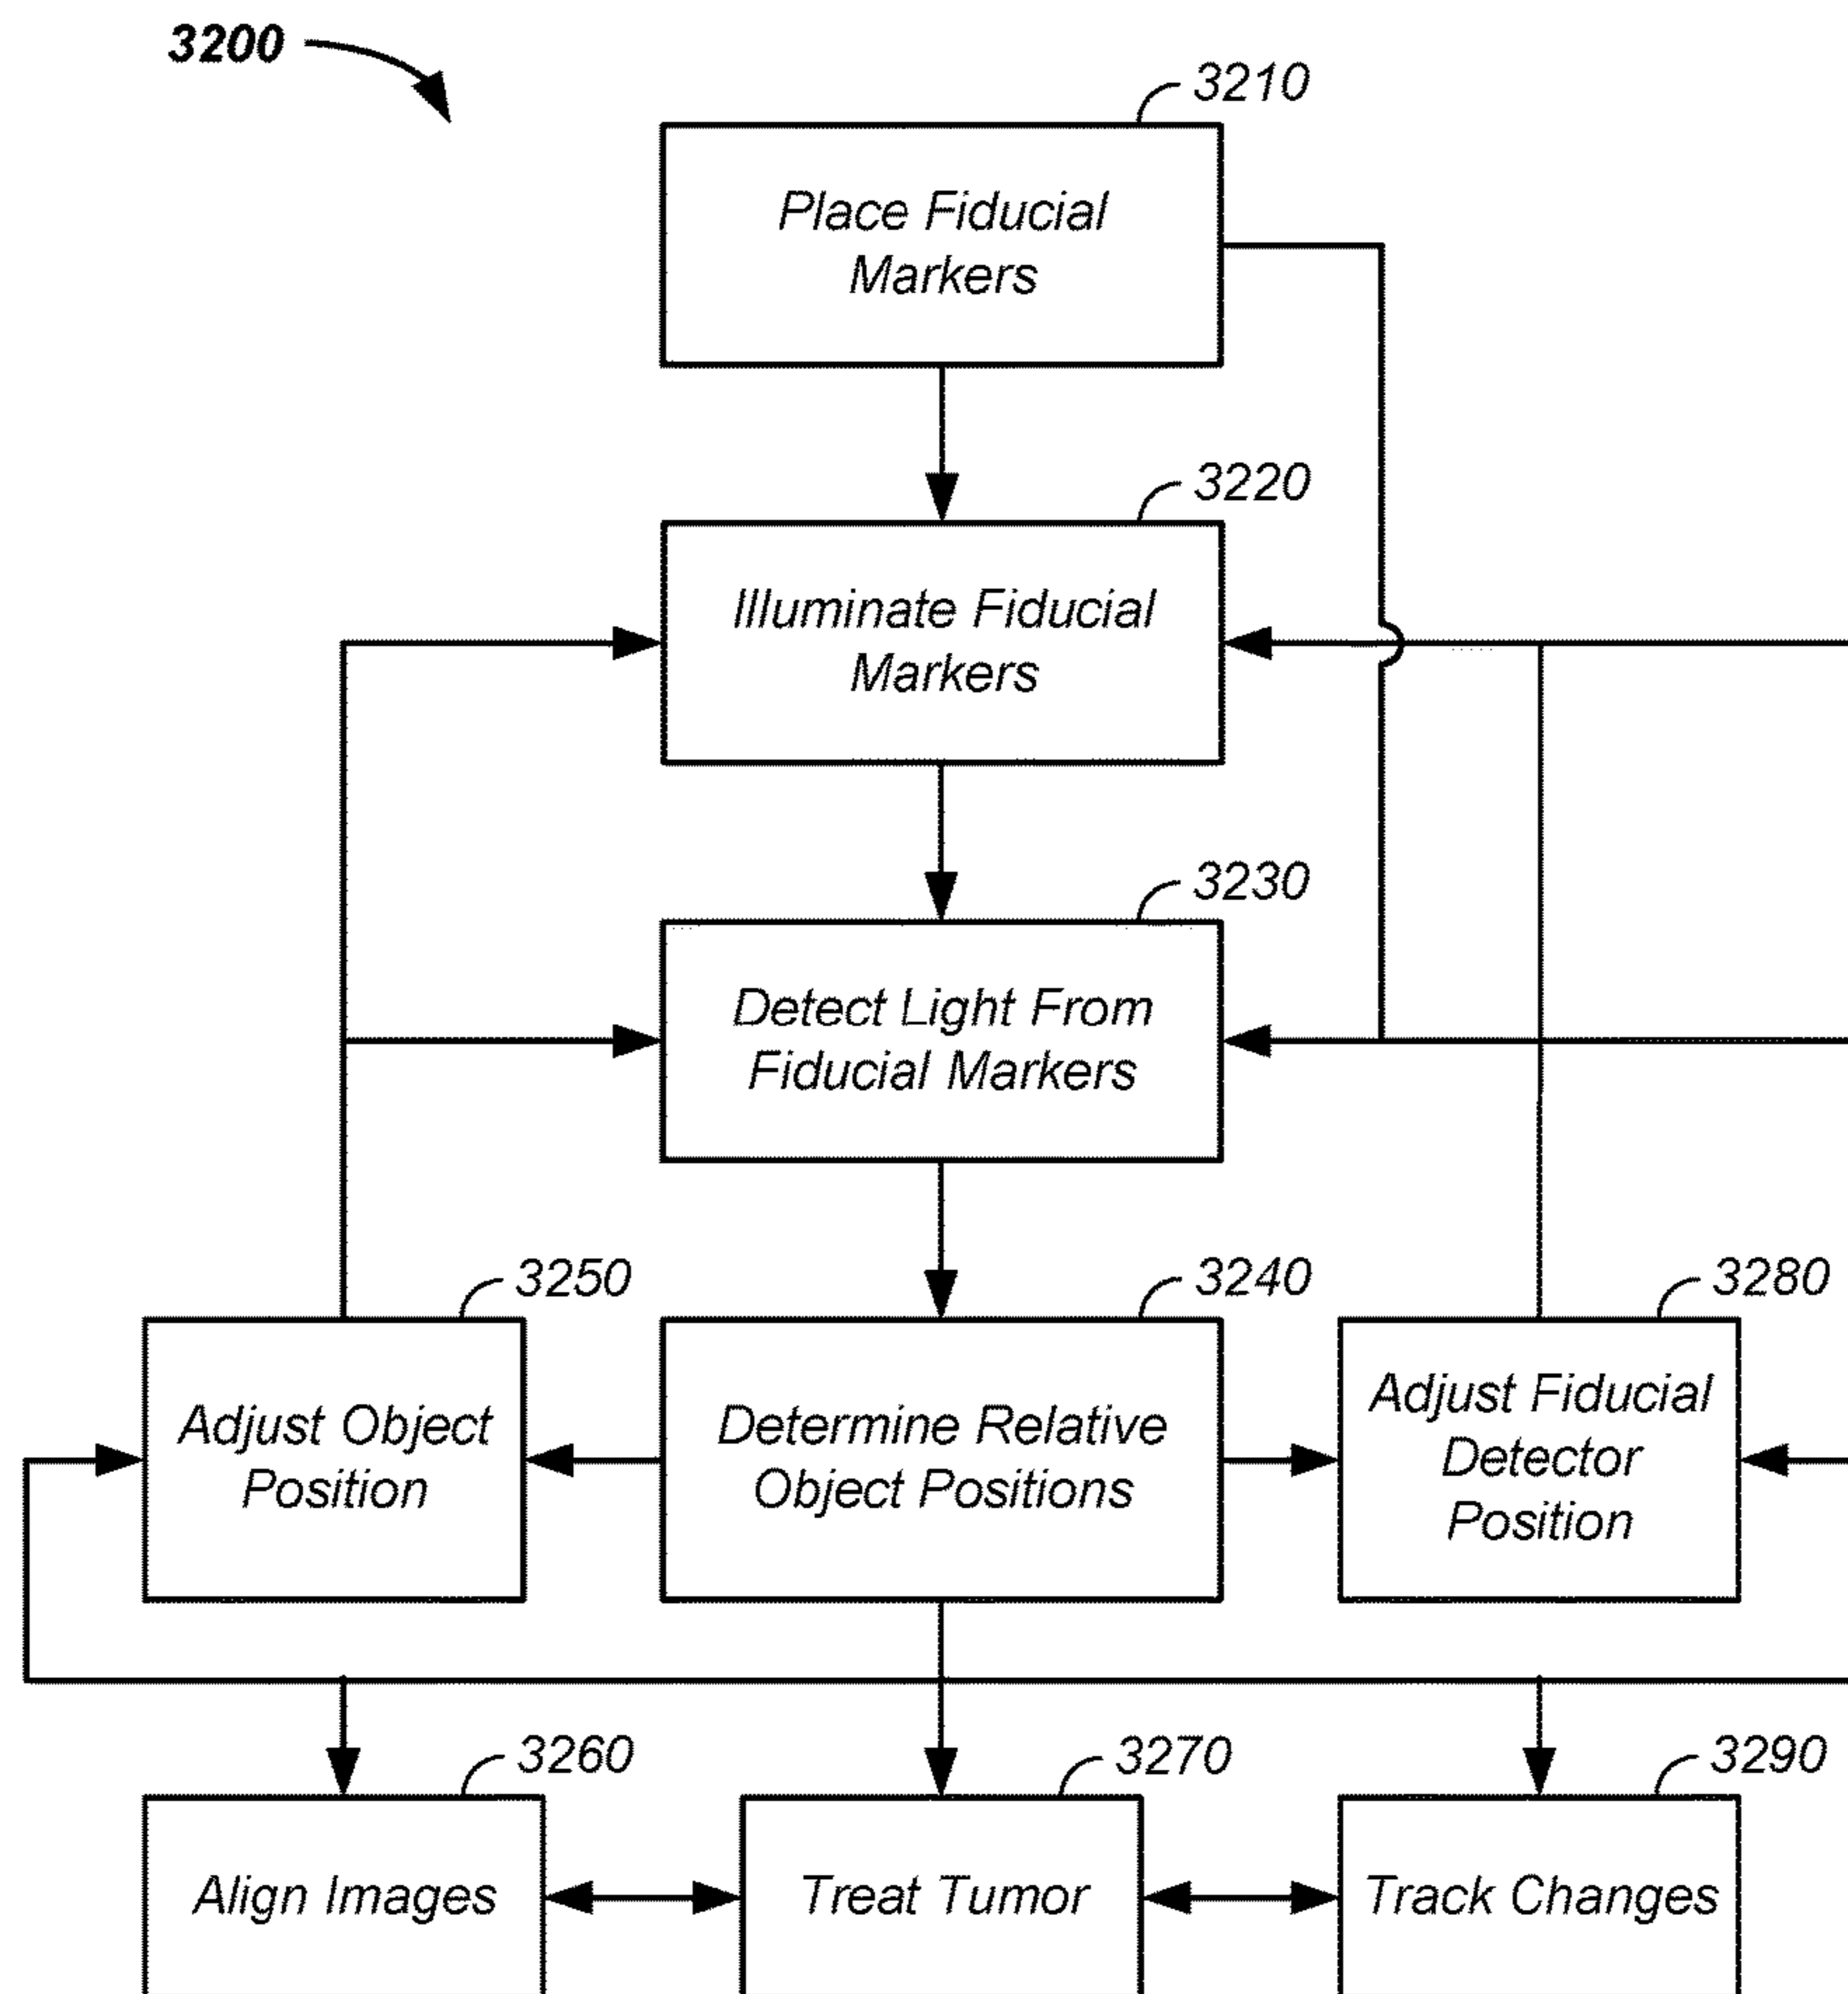 3200
3210
Place Fiducial
Markers
3220
Illuminate Fiducial
Markers
3230
Detect Light From
Fiducial Markers
3250
Adjust Object
Position
3240
Determine Relative
Object Positions
3280
Adjust Fiducial
Detector
Position
3260
Align Images
3270
Treat Tumor
3290
Track Changes